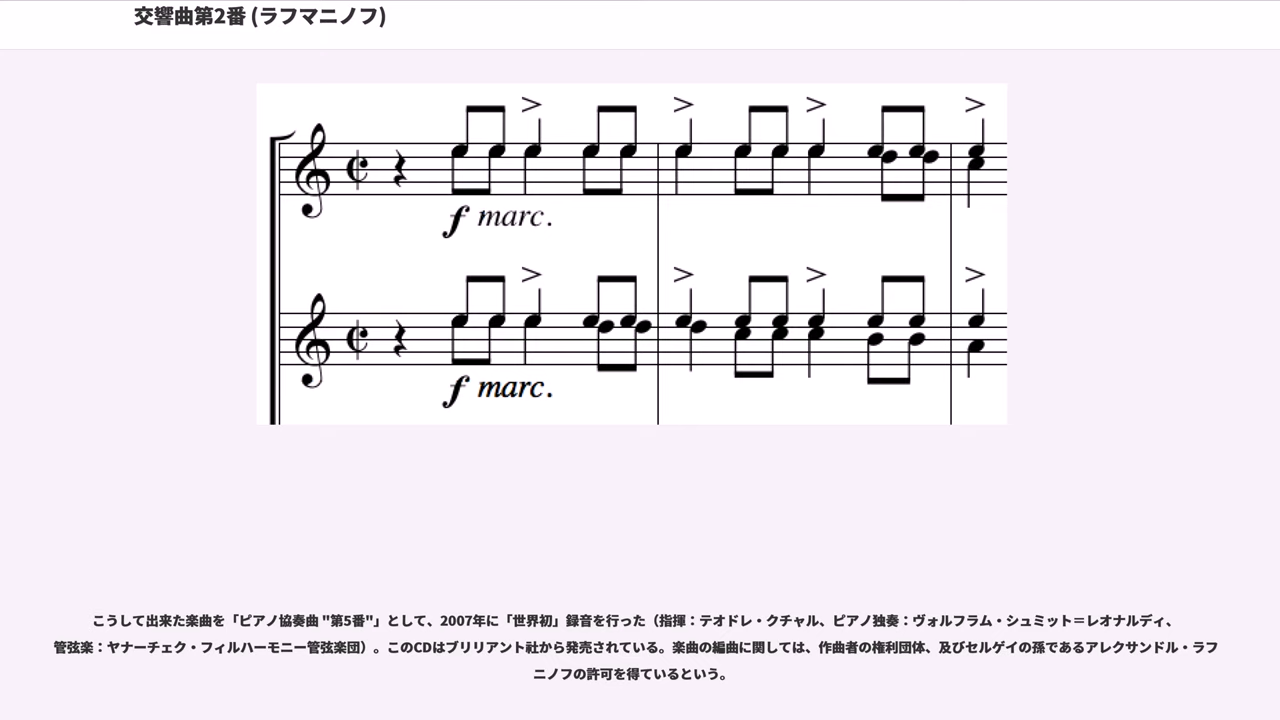 交響曲第2番 (ラフマニノフ)
f marc.
f marc.
こうして出来た楽曲を「ピアノ協奏曲 "第5番"」として、2007年に「世界初」録音を行った（指揮：テオドレ・クチャル、ピアノ独奏：ヴォルフラム・シュミット＝レオナルディ、
管弦楽：ヤナーチェク・フィルハーモニー管弦楽団）。このCDはブリリアント社から発売されている。楽曲の編曲に関しては、作曲者の権利団体、及びセルゲイの孫であるアレクサンドル・ラフ
ニノフの許可を得ているという。